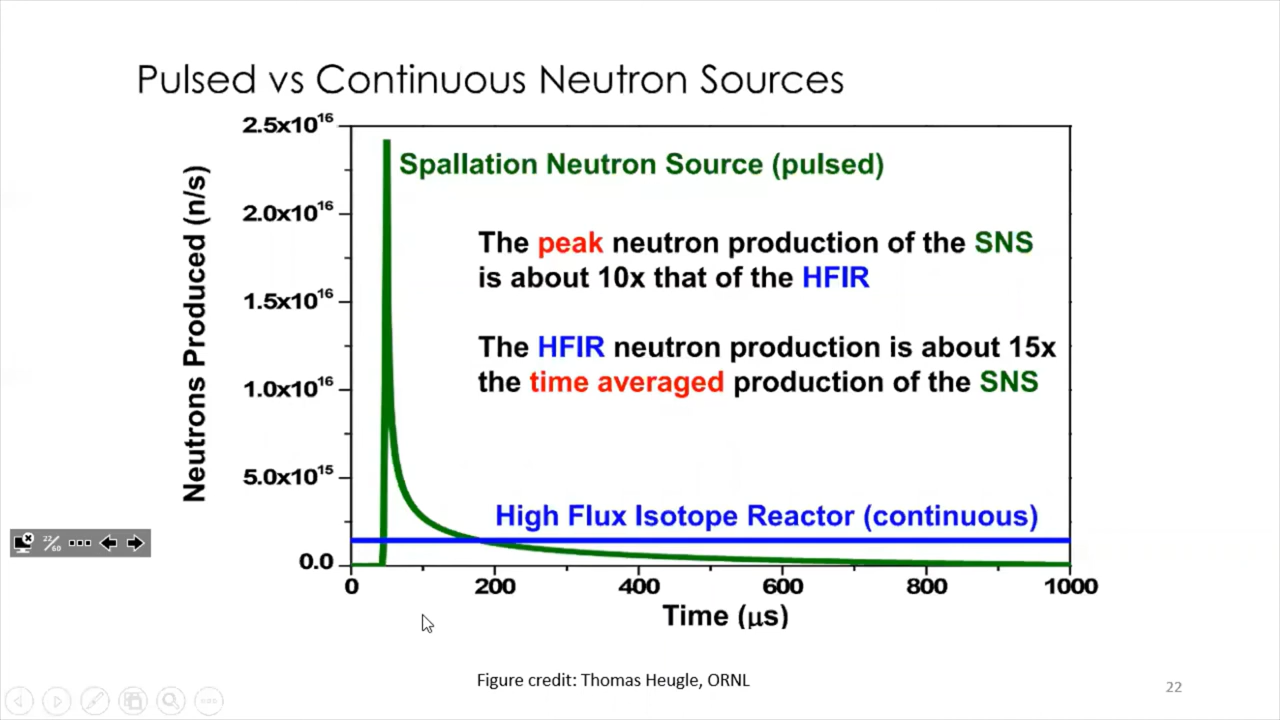 Pulsed vs Continuous Neutron Sources
Neutrons Produced (n/s)
2.5x10¹⁶
2.0x10¹⁶
1.5x10¹⁶
1.0x10¹⁶
5.0x10¹⁵
0.0
Spallation Neutron Source (pulsed)
The peak neutron production of the SNS
is about 10x that of the HFIR
The HFIR neutron production is about 15x
the time averaged production of the SNS
High Flux Isotope Reactor (continuous)
0 200 400 600 800 1000
Time (μs)
22/60
Figure credit: Thomas Heugle, ORNL
22